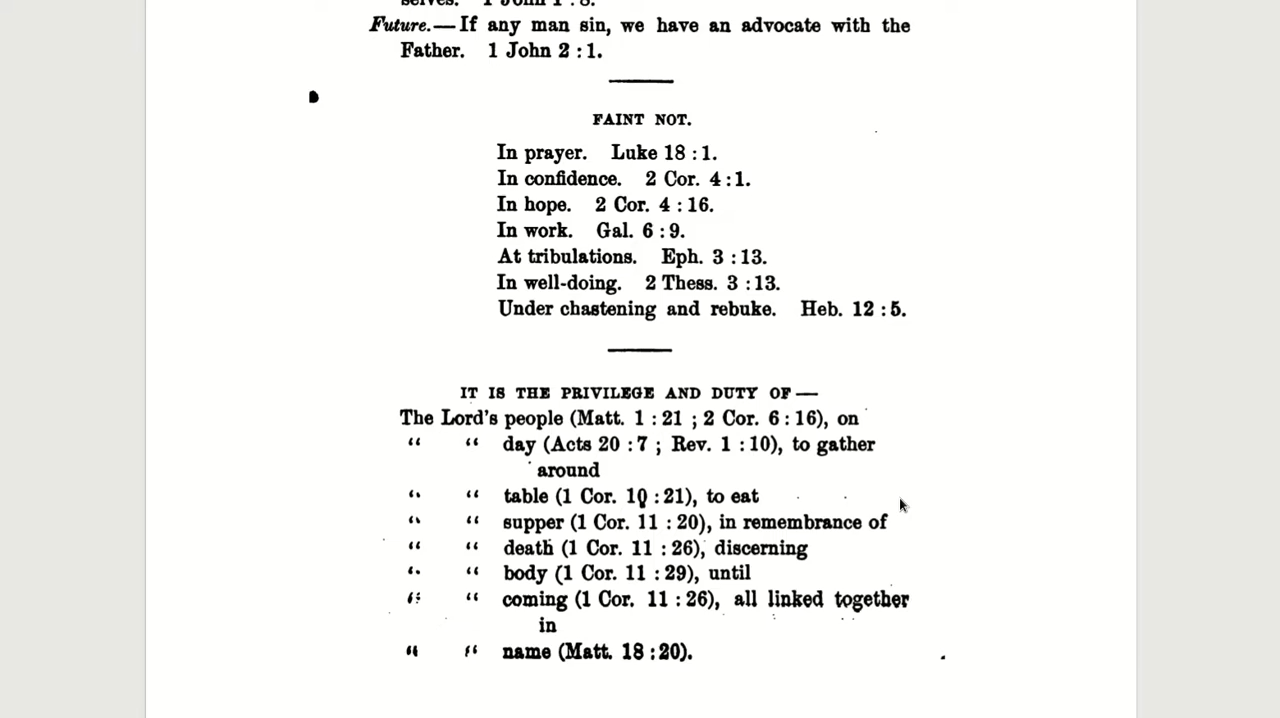 selves. 1 John 1 : 8.
Future.—If any man sin, we have an advocate with the
Father. 1 John 2 : 1.
FAINT NOT.
In prayer. Luke 18 : 1.
In confidence. 2 Cor. 4 : 1.
In hope. 2 Cor. 4 : 16.
In work. Gal. 6 : 9.
At tribulations. Eph. 3 : 13.
In well-doing. 2 Thess. 3 : 13.
Under chastening and rebuke. Heb. 12 : 5.
IT IS THE PRIVILEGE AND DUTY OF—
The Lord's people (Matt. 1 : 21 ; 2 Cor. 6 : 16), on
“ “ day (Acts 20 : 7 ; Rev. 1 : 10), to gather
around
“ “ table (1 Cor. 10 : 21), to eat
“ “ supper (1 Cor. 11 : 20), in remembrance of
“ “ death (1 Cor. 11 : 26), discerning
“ “ body (1 Cor. 11 : 29), until
“ “ coming (1 Cor. 11 : 26), all linked together
in
“ “ name (Matt. 18 : 20).